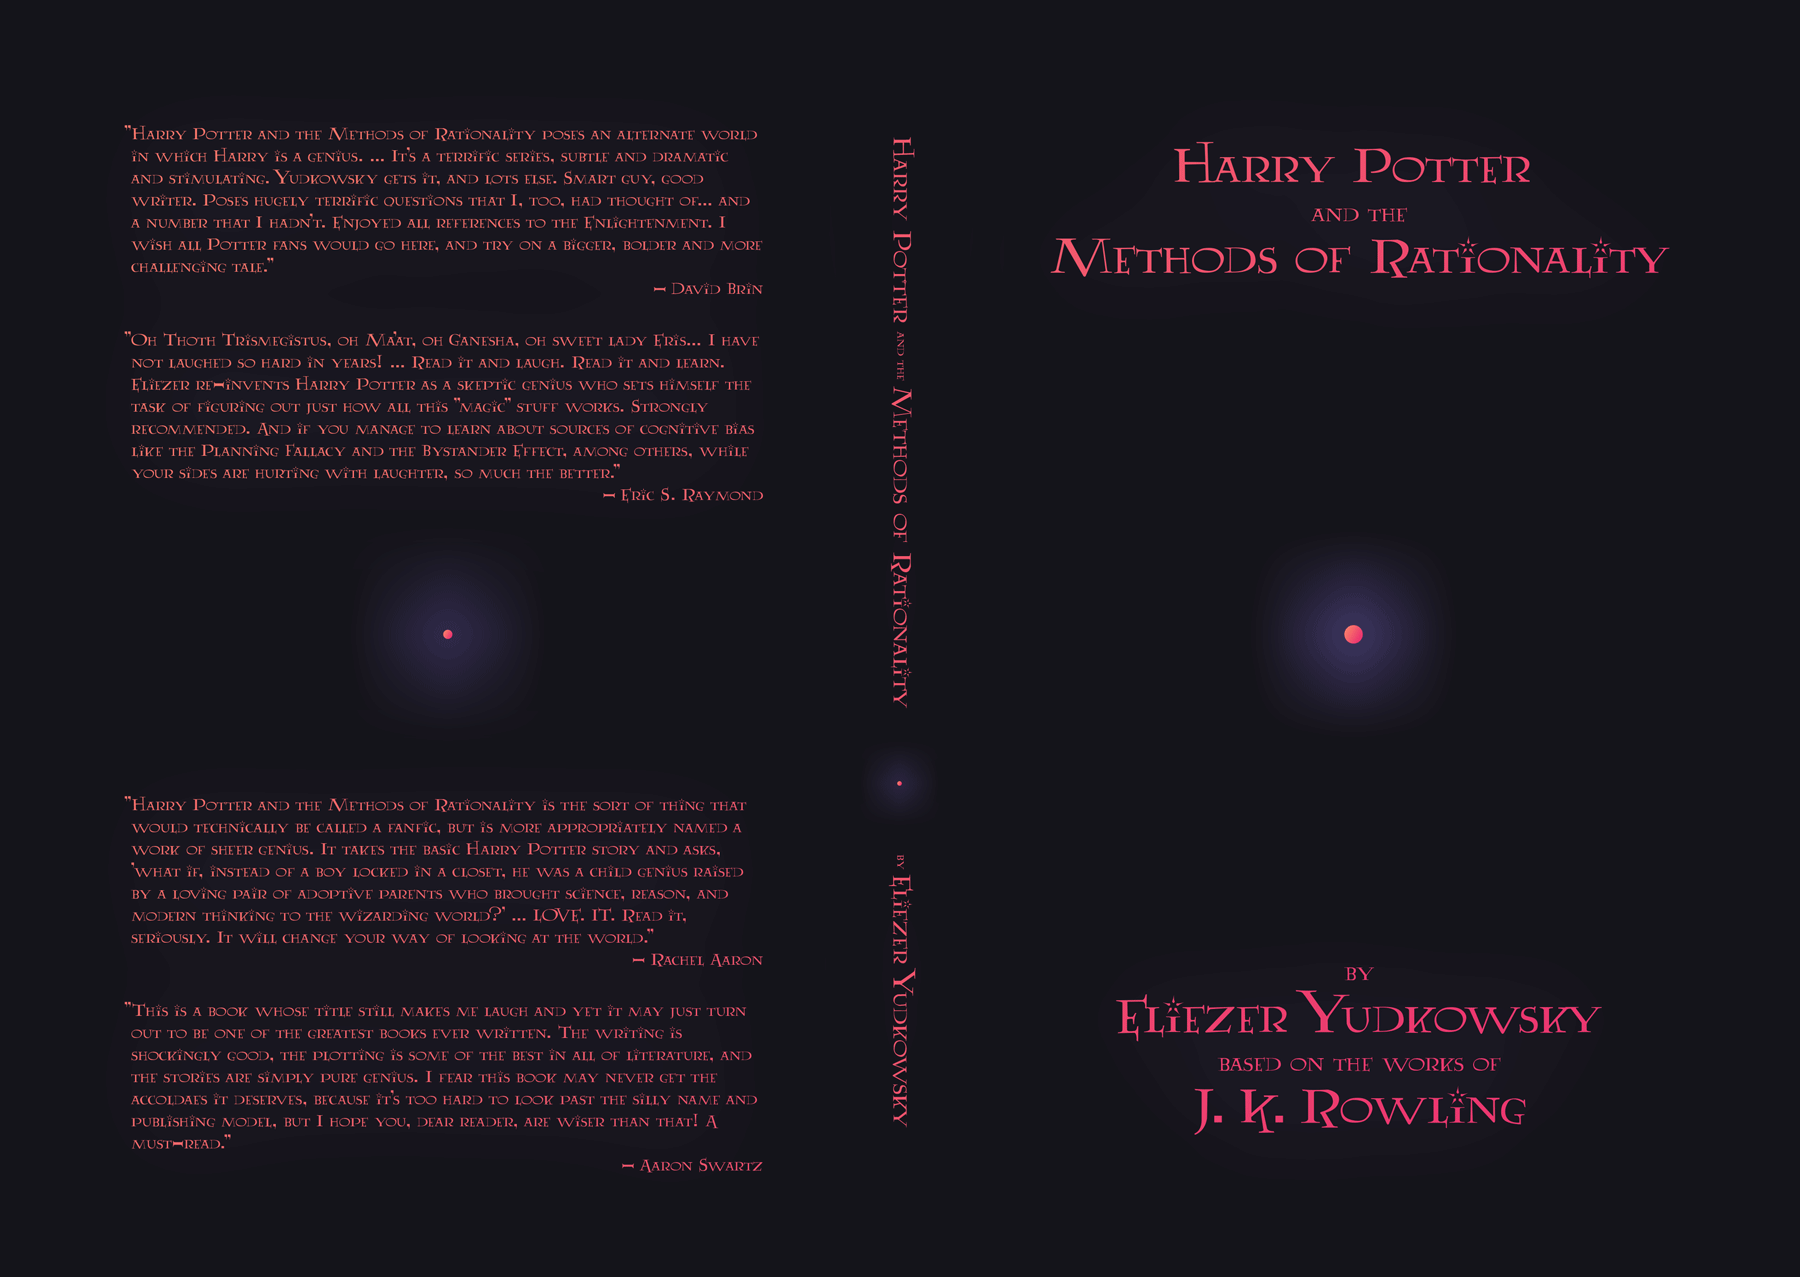 "Harry Potter and the Methods of Rationality poses an alternate world
in which Harry is a genius. ... It's a terrific series, subtle and dramatic
and stimulating. Yudkowsky gets it, and lots else. Smart guy, good
writer. Poses hugely terrific questions that I, too, had thought of... and
a number that I hadn't. Enjoyed all references to the Enlightenment. I
wish all Potter fans would go here, and try on a bigger, bolder and more
challenging tale."
- David Brin
"Oh Thoth Trismegistus, oh Ma'at, oh Ganesha, oh sweet lady Eris... I have
not laughed so hard in years! ... Read it and laugh. Read it and learn.
Eliezer re-invents Harry Potter as a skeptic genius who sets himself the
task of figuring out just how all this "magic" stuff works. Strongly
recommended. And if you manage to learn about sources of cognitive bias
like the Planning Fallacy and the Bystander Effect, among others, while
your sides are hurting with laughter, so much the better."
- Eric S. Raymond
"Harry Potter and the Methods of Rationality is the sort of thing that
would technically be called a fanfic, but is more appropriately named a
work of sheer genius. It takes the basic Harry Potter story and asks,
'what if, instead of a boy locked in a closet, he was a child genius raised
by a loving pair of adoptive parents who brought science, reason, and
modern thinking to the wizarding world?' ... LOVE. IT. Read it,
seriously. It will change your way of looking at the world."
- Rachel Aaron
"This is a book whose title still makes me laugh and yet it may just turn
out to be one of the greatest books ever written. The writing is
shockingly good, the plotting is some of the best in all of literature, and
the stories are simply pure genius. I fear this book may never get the
accoldaes it deserves, because it's too hard to look past the silly name and
publishing model, but I hope you, dear reader, are wiser than that! A
must-read."
- Aaron Swartz
Harry Potter and the Methods of Rationality
by Eliezer Yudkowsky
Harry Potter
and the
Methods of Rationality
by
Eliezer Yudkowsky
based on the works of
J. K. Rowling